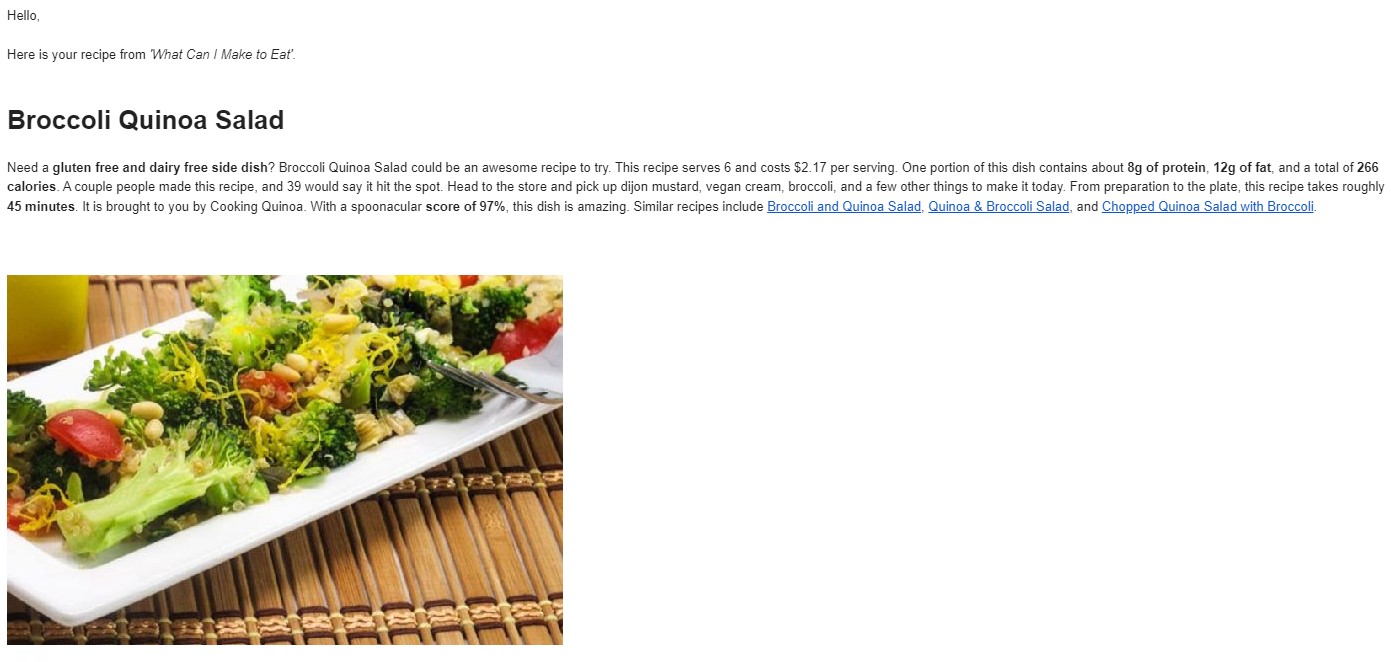 Hello,
Here is your recipe from 'What Can I Make to Eat'.
Broccoli Quinoa Salad
Need a gluten free and dairy free side dish? Broccoli Quinoa Salad could be an awesome recipe to try. This recipe serves 6 and costs $2.17 per serving. One portion of this dish contains about 8g of protein, 12g of fat, and a total of 266
calories. A couple people made this recipe, and 39 would say it hit the spot. Head to the store and pick up dijon mustard, vegan cream, broccoli, and a few other things to make it today. From preparation to the plate, this recipe takes roughly
45 minutes. It is brought to you by Cooking Quinoa. With a spoonacular score of 97%, this dish is amazing. Similar recipes include Broccoli and Quinoa Salad, Quinoa & Broccoli Salad, and Chopped Quinoa Salad with Broccoli.